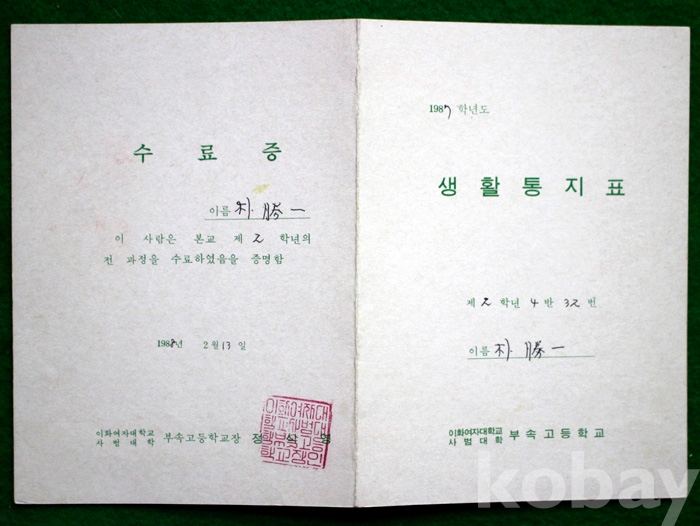 수 료 증
이름 朴 勝 一
이 사람은 본교 제 2 학년의
전 과정을 수료하였음을 증명함
1988년 2월 13 일
이화여자대학교
사 범 대 학 부속고등학교장 정
1987 학년도
생 활 통 지 표
제 2 학년 4 반 32 번
이름 朴 勝 一
이화여자대학교
사 범 대 학 부속고등학교
kobay